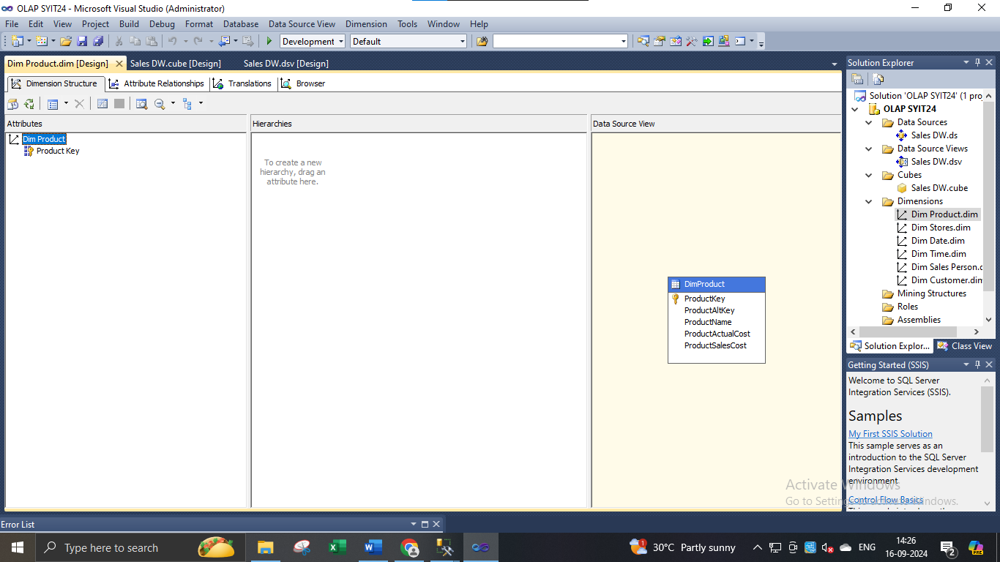 OLAP SYIT24 - Microsoft Visual Studio (Administrator)
File Edit View Project Build Debug Format Database Data Source View Dimension Tools Window Help
Development Default
Dim Product.dim [Design] Sales DW.cube [Design] Sales DW.dsv [Design]
Dimension Structure Attribute Relationships Translations Browser
Attributes
Dim Product
Product Key
Hierarchies
To create a new
hierarchy, drag an
attribute here.
Data Source View
DimProduct
ProductKey
ProductAltKey
ProductName
ProductActualCost
ProductSalesCost
Solution Explorer
Solution 'OLAP SYIT24' (1 proj
OLAP SYIT24
Data Sources
Sales DW.ds
Data Source Views
Sales DW.dsv
Cubes
Sales DW.cube
Dimensions
Dim Product.dim
Dim Stores.dim
Dim Date.dim
Dim Time.dim
Dim Sales Person.d
Dim Customer.dim
Mining Structures
Roles
Assemblies
Solution Explor... Class View
Getting Started (SSIS)
Welcome to SQL Server
Integration Services (SSIS).
Samples
My First SSIS Solution
This sample serves as an
introduction to the SQL Server
Integration Services development
environment.
Control Flow Basics
Activate Windows
Go to Settings to activate Windows.
Error List
Type here to search
30°C Partly sunny
ENG
14:26
16-09-2024
2
PRE